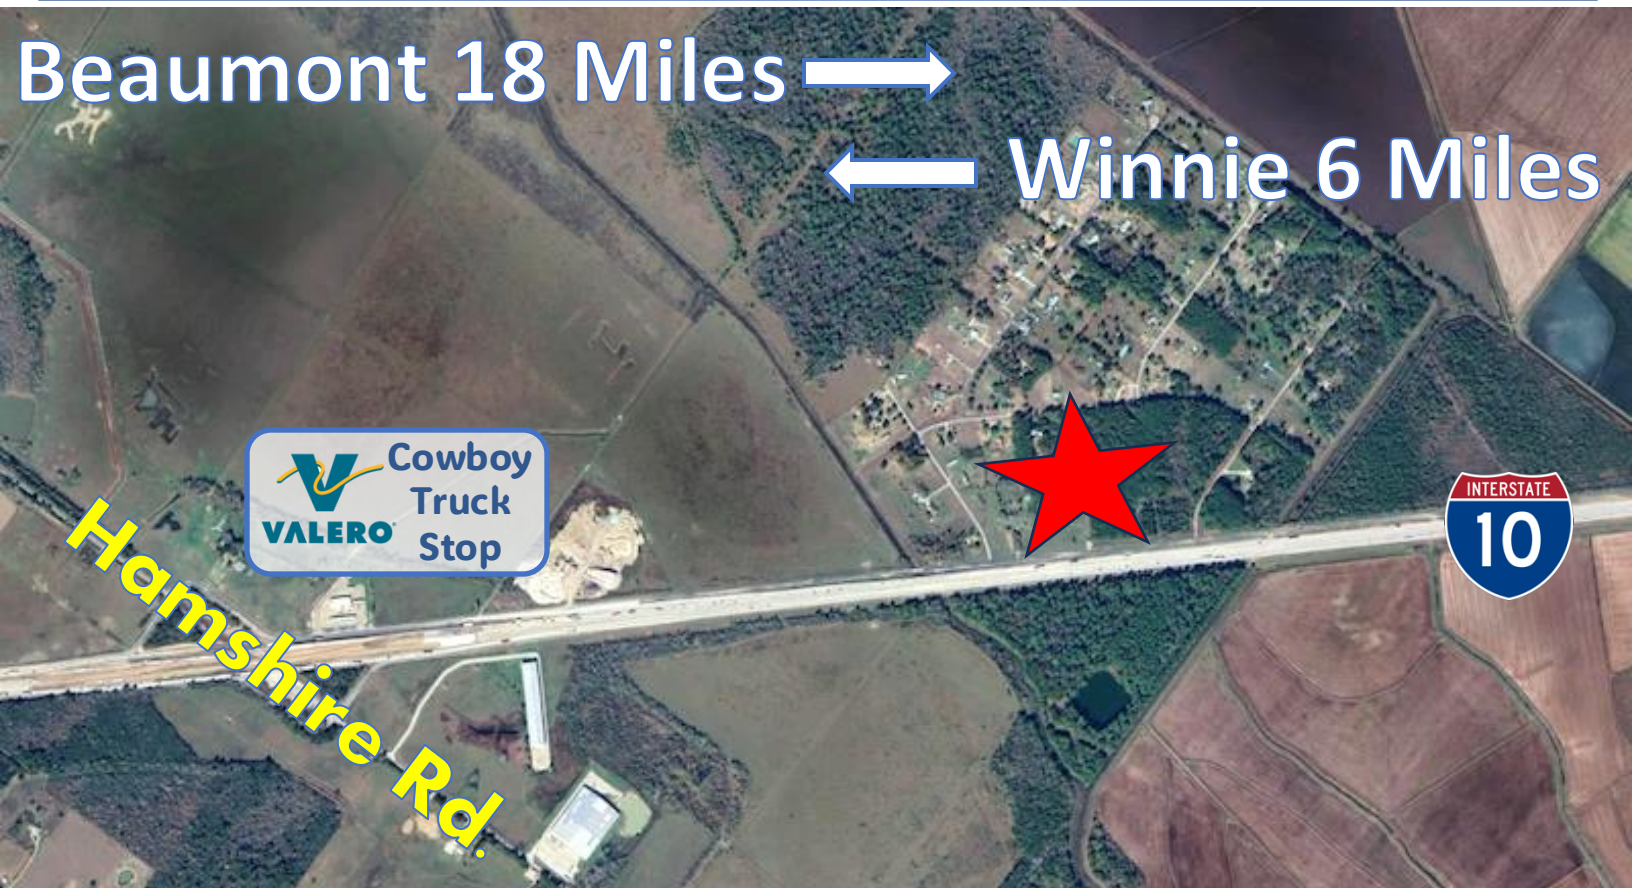 Beaumont 18 Miles
Winnie 6 Miles
VALERO
Cowboy
Truck
Stop
Hamshire Rd.
INTERSTATE
10